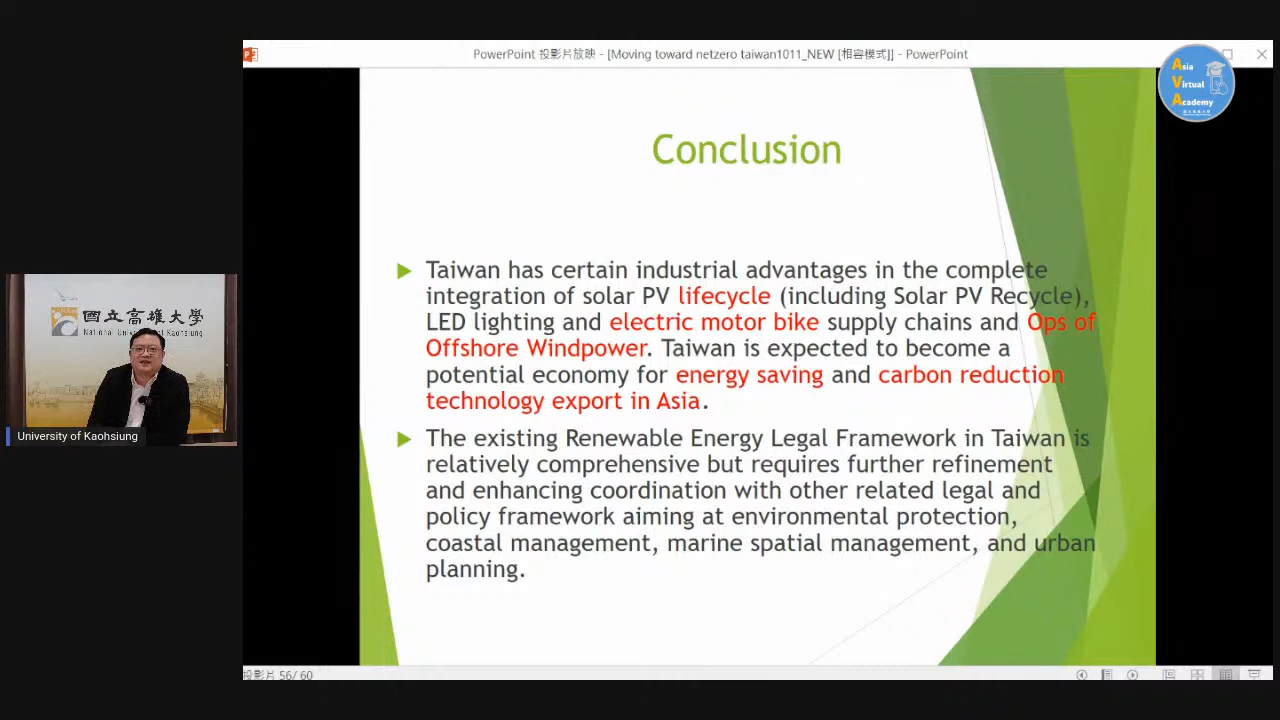 PowerPoint 投影片放映 - [Moving toward netzero taiwan1011_NEW [相容模式]] - PowerPoint
Asia
Virtual
Academy
Conclusion
Taiwan has certain industrial advantages in the complete
integration of solar PV lifecycle (including Solar PV Recycle),
LED lighting and electric motor bike supply chains and Ops of
Offshore Windpower. Taiwan is expected to become a
potential economy for energy saving and carbon reduction
technology export in Asia.
The existing Renewable Energy Legal Framework in Taiwan is
relatively comprehensive but requires further refinement
and enhancing coordination with other related legal and
policy framework aiming at environmental protection,
coastal management, marine spatial management, and urban
planning.
國立高雄大學
National University of Kaohsiung
University of Kaohsiung
投影片 56/ 60